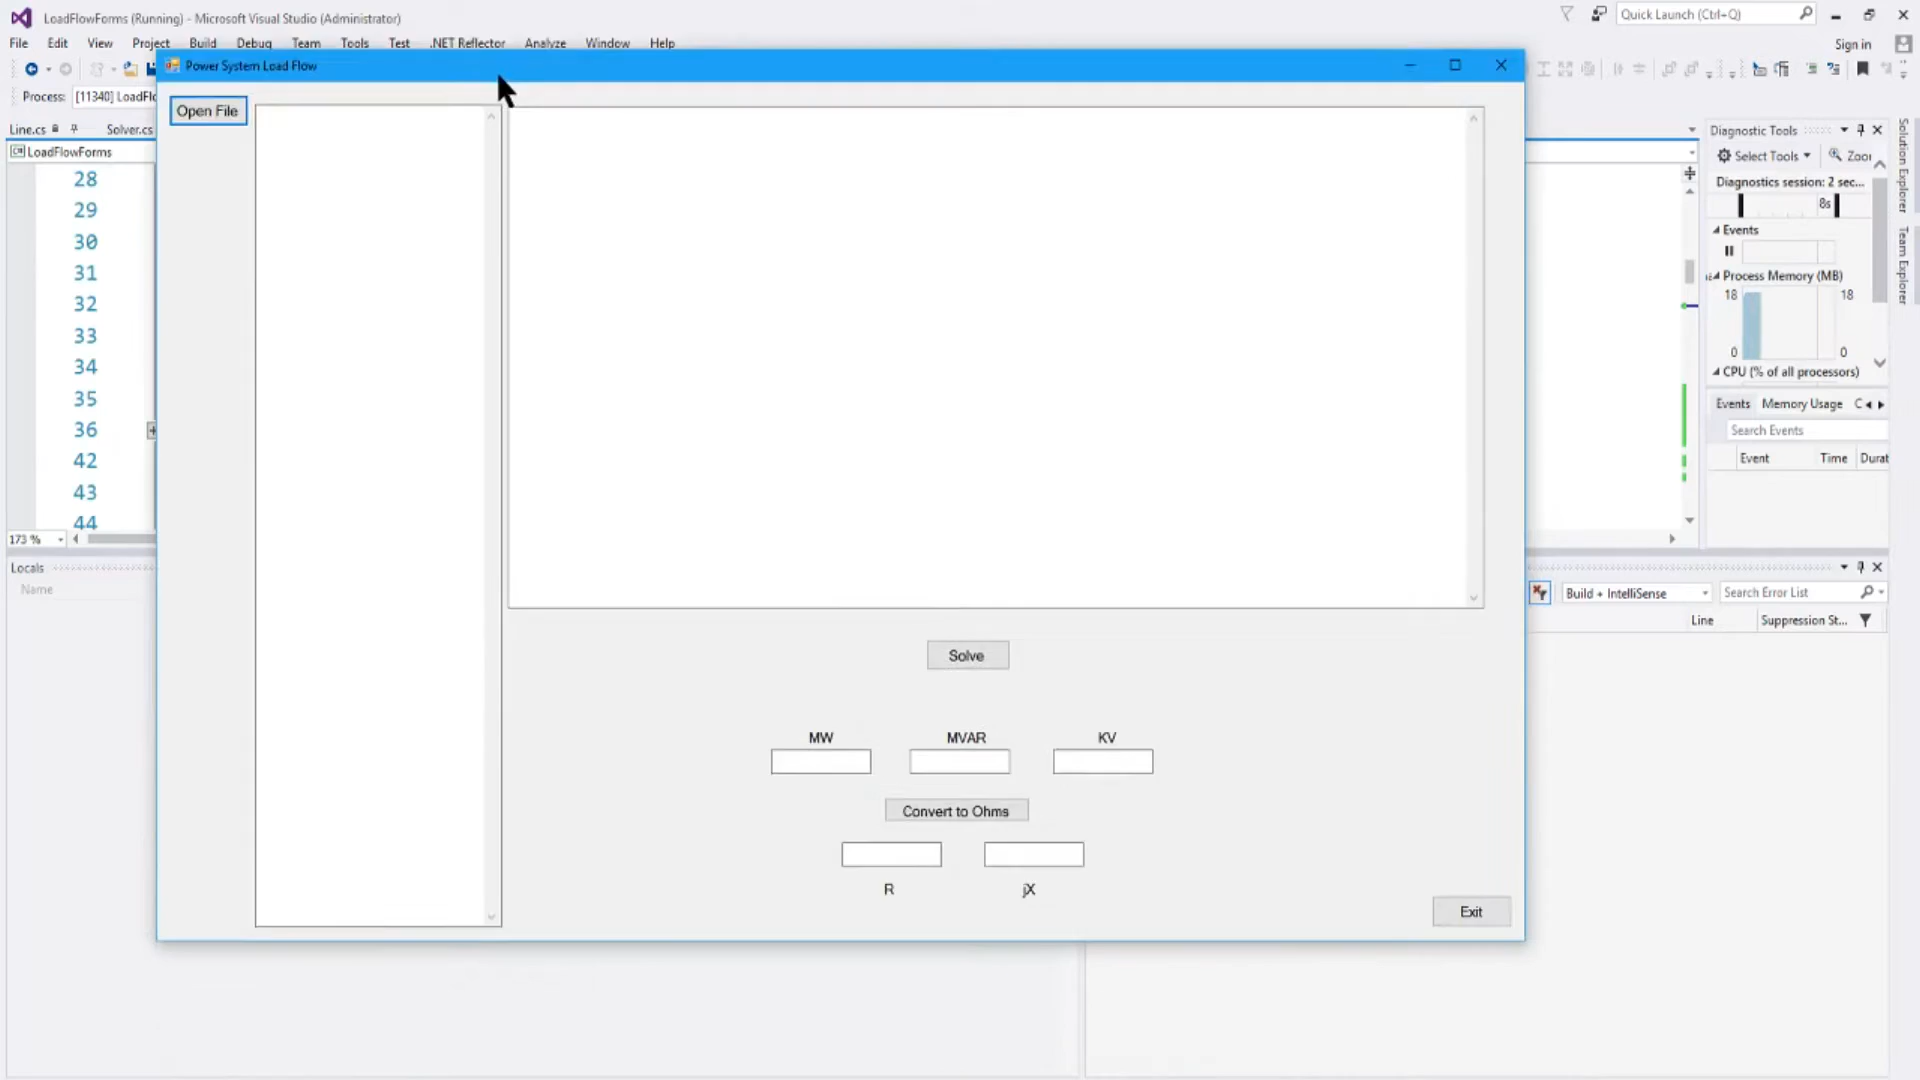 LoadFlowForms (Running) - Microsoft Visual Studio (Administrator)
Quick Launch (Ctrl+Q)
File Edit View Project Build Debug Team Tools Test .NET Reflector Analyze Window Help
Sign in
Power System Load Flow
Process: [11340] LoadFlo
Open File
Line.cs Solver.cs
LoadFlowForms
28
29
30
31
32
33
34
35
36
42
43
44
173 %
Locals
Name
Solve
MW MVAR KV
Convert to Ohms
R jX
Exit
Diagnostic Tools
Select Tools Zoor
Diagnostics session: 2 sec...
8s
Events
Process Memory (MB)
18 18
0 0
CPU (% of all processors)
Events Memory Usage C
Search Events
Event Time Durat
Build + IntelliSense Search Error List
Line Suppression St...
Solution Explorer
Team Explorer